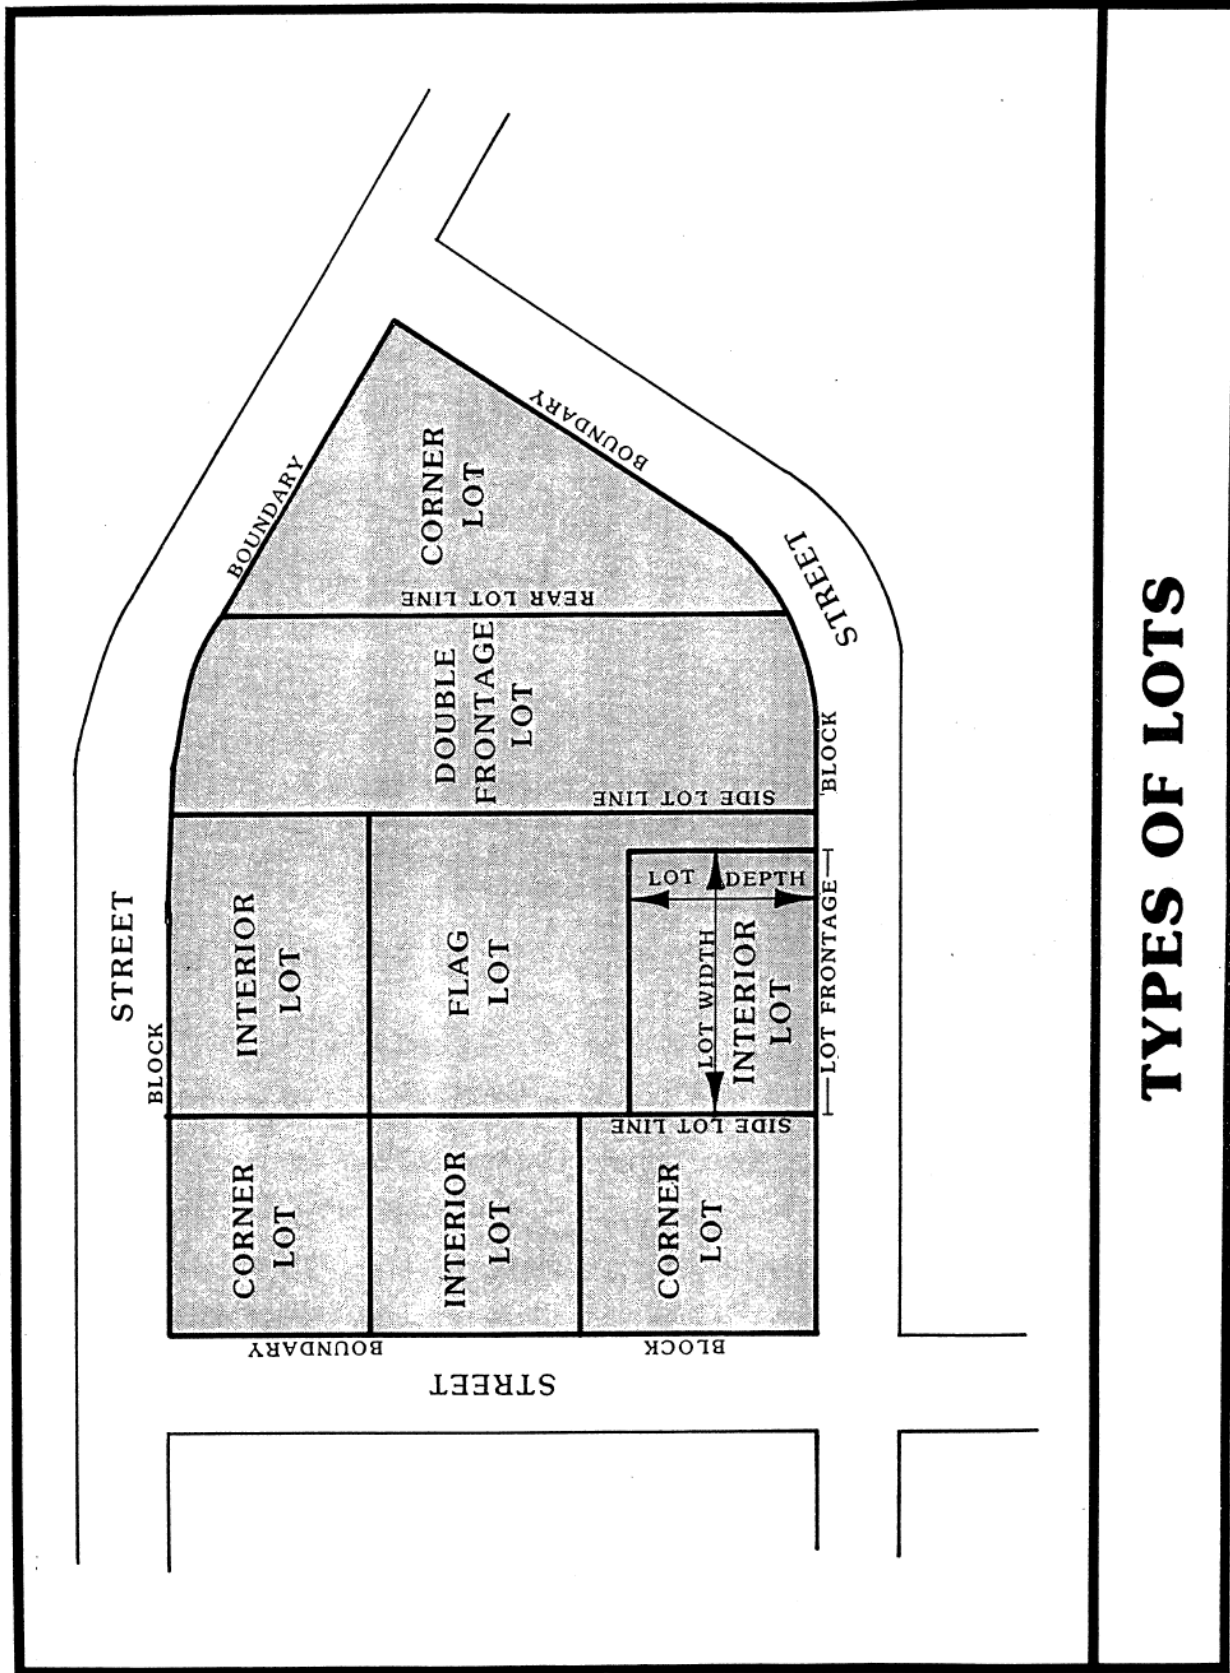 STREET
BLOCK
BOUNDARY
CORNER
LOT
INTERIOR
LOT
BOUNDARY
STREET
INTERIOR
LOT
FLAG
LOT
DOUBLE
FRONTAGE
LOT
REAR LOT LINE
CORNER
LOT
BOUNDARY
CORNER
LOT
BLOCK
SIDE LOT LINE
LOT WIDTH
LOT DEPTH
INTERIOR
LOT
LOT FRONTAGE
SIDE LOT LINE
BLOCK
STREET
TYPES OF LOTS